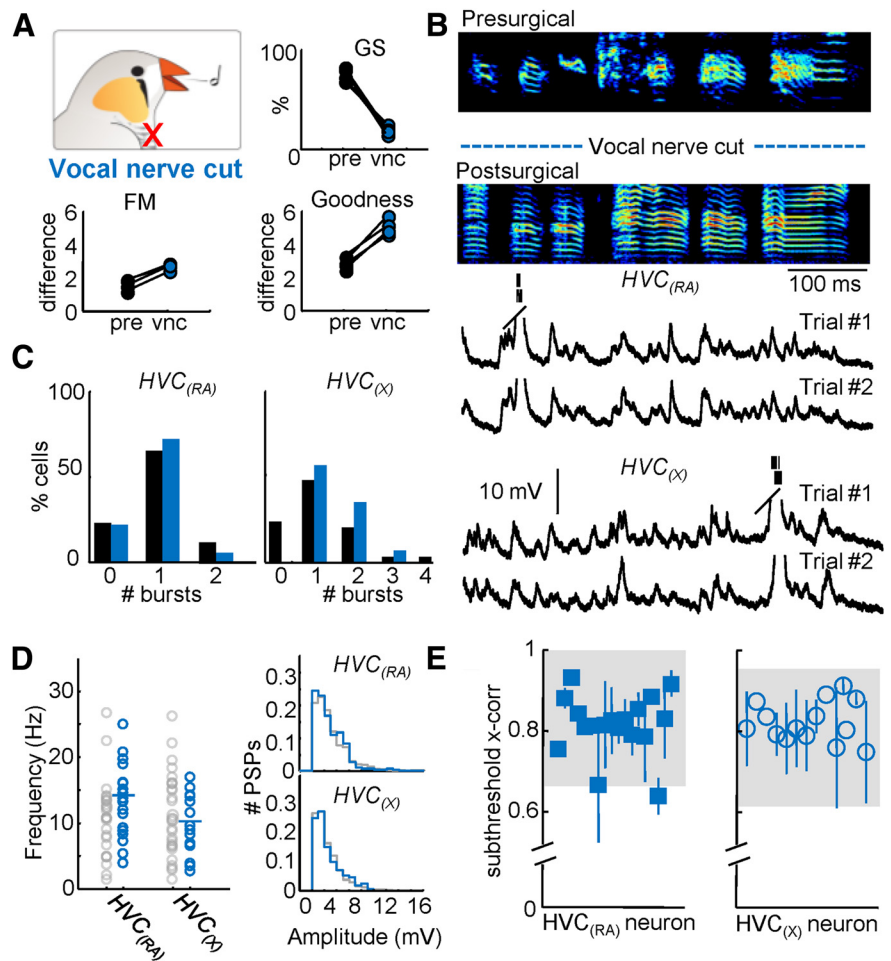 A
GS
100
%
0
pre vnc
X
Vocal nerve cut
FM
6
4
2
0
difference
pre vnc
Goodness
6
4
2
0
difference
pre vnc
B
Presurgical
Vocal nerve cut
Postsurgical
100 ms
HVC(RA)
Trial #1
Trial #2
10 mV
HVC(X)
Trial #1
Trial #2
C
HVC(RA)
HVC(X)
100
50
0
% cells
0 1 2
# bursts
0 1 2 3 4
# bursts
D
30
20
10
0
Frequency (Hz)
HVC(RA)
HVC(X)
HVC(RA)
0.3
0.2
0.1
0
# PSPs
HVC(X)
0.3
0.2
0.1
0
0 4 8 12 16
Amplitude (mV)
E
1
0.8
0.6
0
subthreshold x-corr
HVC(RA) neuron
HVC(X) neuron